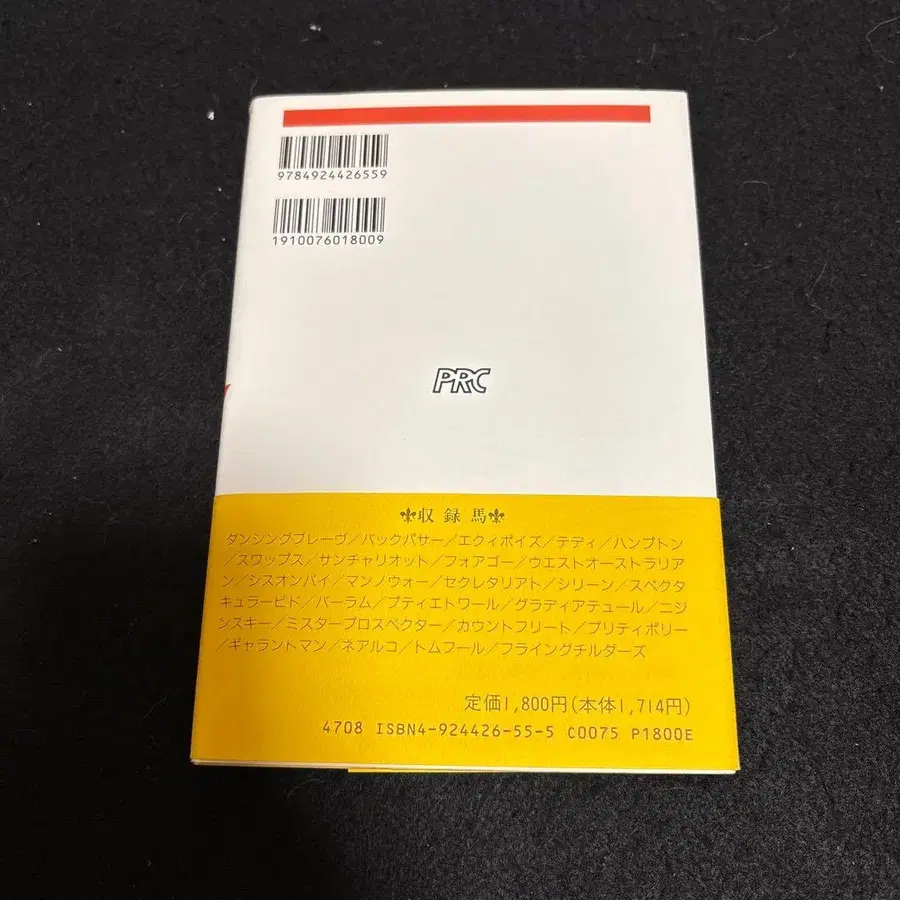 9784924426559
1910076018009
PRC
収録馬
ダンシングブレーヴ／バックパサー／エクィポイズ／テディ／ハンプトン
／スワップス／サンチャリオット／フォアゴー／ウエストオーストラリア
ン／シスオンバイ／マンノウォー／セクレタリアト／シリーン／スペクタ
キュラービド／バーラム／プティエトワール／グラディアテュール／ニジ
ンスキー／ミスタープロスペクター／カウントフリート／プリティポリー
／ギャラントマン／ネアルコ／トムフール／フライングチルダーズ
定価1,800円(本体1,714円)
4708 ISBN4-924426-55-5 C0075 P1800E